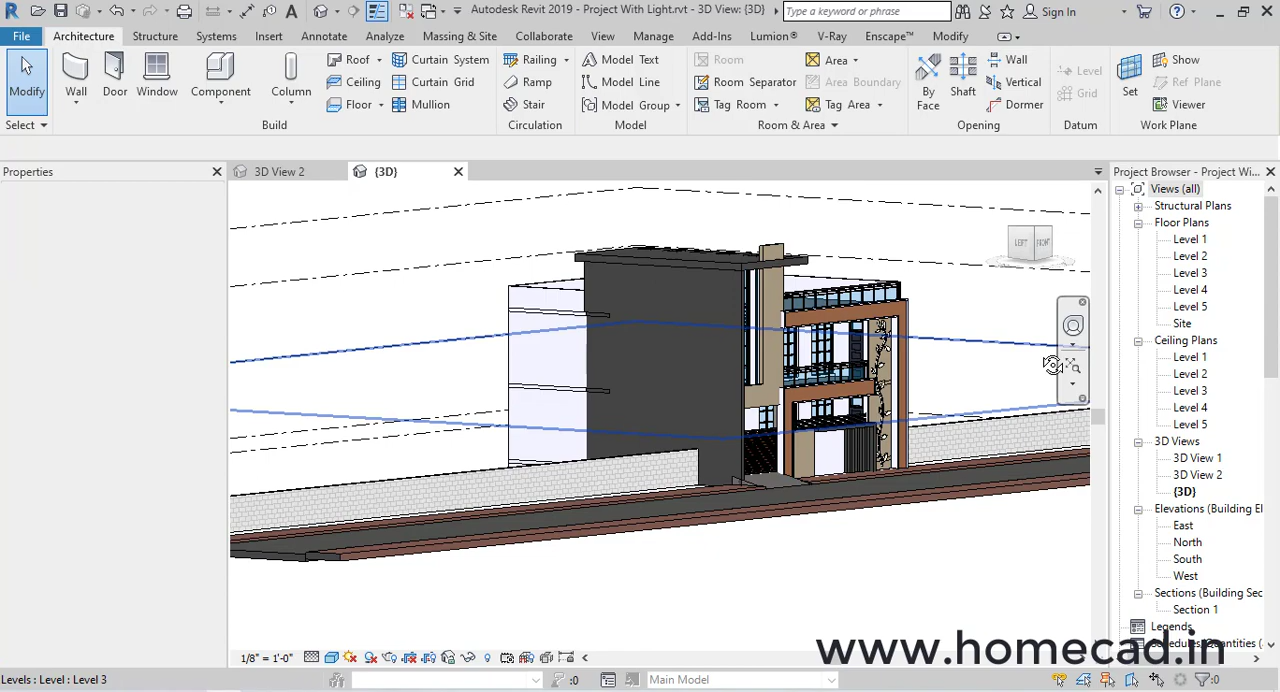 Autodesk Revit 2019 - Project With Light.rvt - 3D View: {3D}
Type a keyword or phrase
Sign In
File
Architecture
Structure
Systems
Insert
Annotate
Analyze
Massing & Site
Collaborate
View
Manage
Add-Ins
Lumion®
V-Ray
Enscape™
Modify
Modify
Wall
Door
Window
Component
Column
Roof
Ceiling
Floor
Curtain System
Curtain Grid
Mullion
Railing
Ramp
Stair
Model Text
Model Line
Model Group
Room
Room Separator
Tag Room
Area
Area Boundary
Tag Area
By Face
Shaft
Wall
Vertical
Dormer
Level
Grid
Set
Show
Ref Plane
Viewer
Select
Build
Circulation
Model
Room & Area
Opening
Datum
Work Plane
Properties
3D View 2
{3D}
LEFT
FRONT
Project Browser - Project Wi...
Views (all)
Structural Plans
Floor Plans
Level 1
Level 2
Level 3
Level 4
Level 5
Site
Ceiling Plans
Level 1
Level 2
Level 3
Level 4
Level 5
3D Views
3D View 1
3D View 2
{3D}
Elevations (Building El
East
North
South
West
Sections (Building Sec
Section 1
Legends
1/8" = 1'-0"
www.homecad.in
Levels : Level : Level 3
:0
Main Model
:0